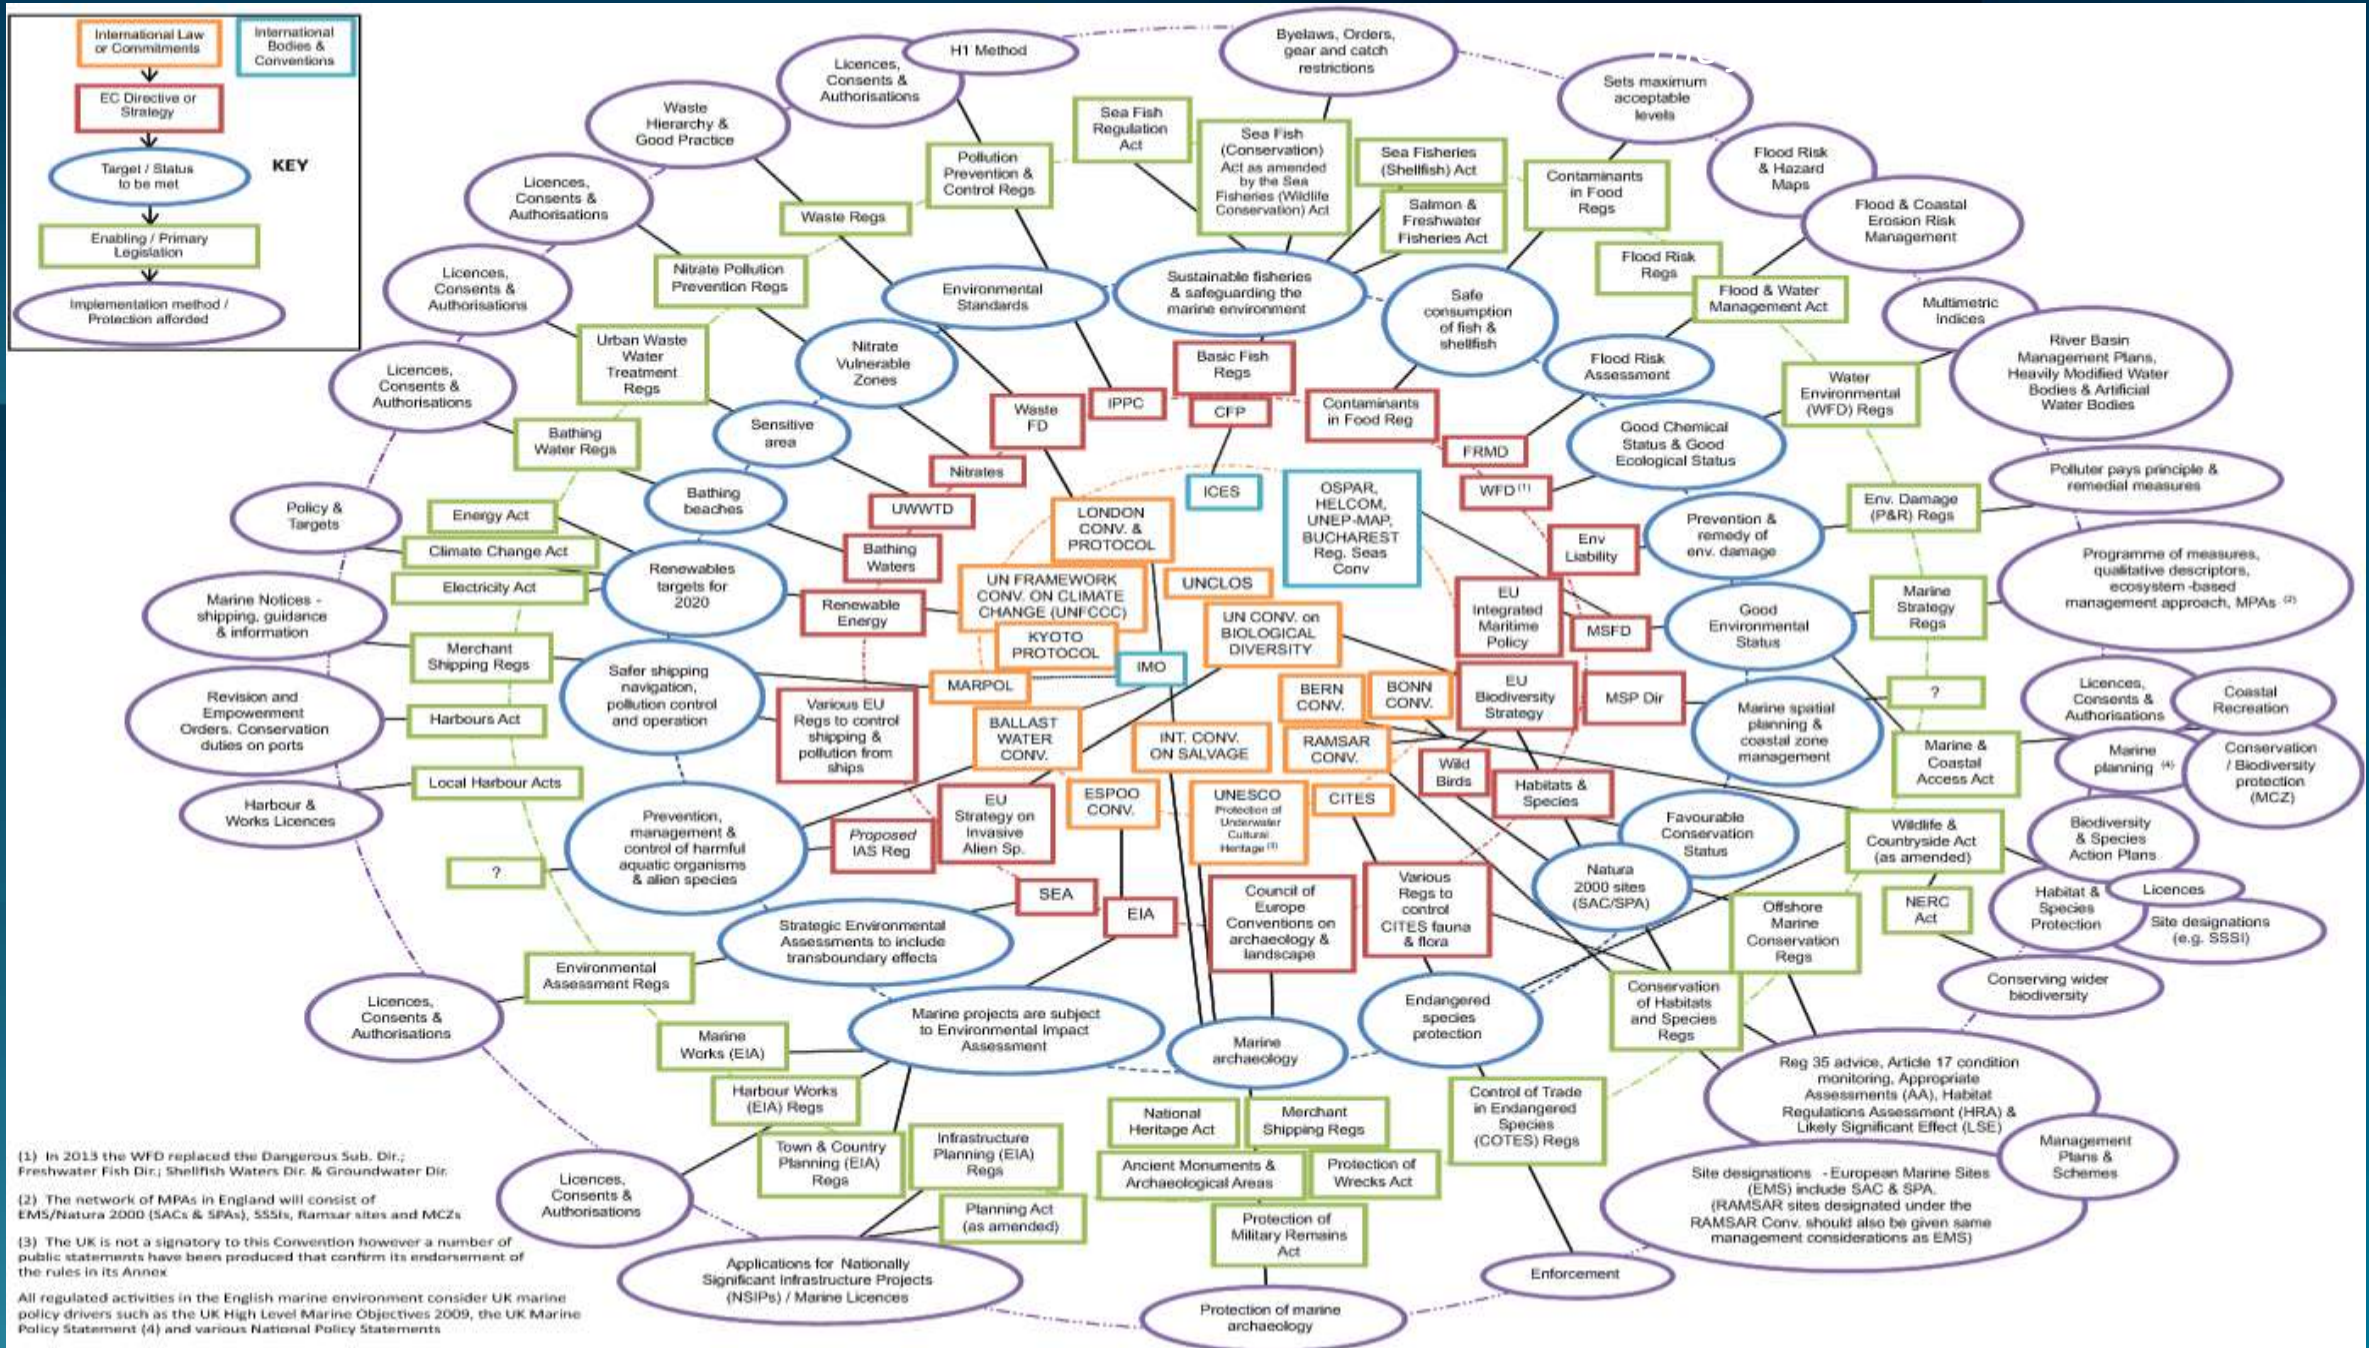 International Law
or Commitments
International
Bodies &
Conventions
EC Directive or
Strategy
Target / Status
to be met
KEY
Enabling / Primary
Legislation
Implementation method /
Protection afforded
Licences,
Consents &
Authorisations
H1 Method
Byelaws, Orders,
gear and catch
restrictions
Sets maximum
acceptable
levels
Waste
Hierarchy &
Good Practice
Flood Risk
& Hazard
Maps
Licences,
Consents &
Authorisations
Flood & Coastal
Erosion Risk
Management
Licences,
Consents &
Authorisations
Multimetric
Indices
Licences,
Consents &
Authorisations
River Basin
Management Plans,
Heavily Modified Water
Bodies & Artificial
Water Bodies
Pollution
Prevention &
Control Regs
Sea Fish
Regulation
Act
Sea Fish
(Conservation)
Act as amended
by the Sea
Fisheries (Wildlife
Conservation) Act
Sea Fisheries
(Shellfish) Act
Salmon &
Freshwater
Fisheries Act
Contaminants
in Food
Regs
Flood Risk
Regs
Flood & Water
Management Act
Waste Regs
Nitrate Pollution
Prevention Regs
Urban Waste
Water
Treatment
Regs
Bathing
Water Regs
Environmental
Standards
Sustainable fisheries
& safeguarding the
marine environment
Safe
consumption
of fish &
shellfish
Flood Risk
Assessment
Water
Environmental
(WFD) Regs
Nitrate
Vulnerable
Zones
Sensitive
area
Bathing
beaches
Good Chemical
Status & Good
Ecological Status
Basic Fish
Regs
Waste
FD
IPPC
CFP
Contaminants
in Food Reg
FRMD
WFD (1)
Nitrates
UWWTD
Bathing
Waters
ICES
OSPAR,
HELCOM,
UNEP-MAP,
BUCHAREST
Reg. Seas
Conv
LONDON
CONV. &
PROTOCOL
Env
Liability
Prevention &
remedy of
env. damage
Env. Damage
(P&R) Regs
Polluter pays principle &
remedial measures
Policy &
Targets
Energy Act
Climate Change Act
Electricity Act
Renewables
targets for
2020
Renewable
Energy
UN FRAMEWORK
CONV. ON CLIMATE
CHANGE (UNFCCC)
KYOTO
PROTOCOL
UNCLOS
UN CONV. on
BIOLOGICAL
DIVERSITY
EU
Integrated
Maritime
Policy
MSFD
Good
Environmental
Status
Marine
Strategy
Regs
Programme of measures,
qualitative descriptors,
ecosystem -based
management approach, MPAs (2)
Marine Notices -
shipping, guidance
& information
Merchant
Shipping Regs
Safer shipping
navigation,
pollution control
and operation
MARPOL
IMO
BERN
CONV.
BONN
CONV.
EU
Biodiversity
Strategy
MSP Dir
Marine spatial
planning &
coastal zone
management
?
Licences,
Consents &
Authorisations
Coastal
Recreation
Revision and
Empowerment
Orders. Conservation
duties on ports
Harbours Act
Various EU
Regs to control
shipping &
pollution from
ships
BALLAST
WATER
CONV.
INT. CONV.
ON SALVAGE
RAMSAR
CONV.
Wild
Birds
Habitats &
Species
Marine &
Coastal
Access Act
Marine
planning (4)
Conservation
/ Biodiversity
protection
(MCZ)
Harbour &
Works Licences
Local Harbour Acts
Prevention,
management &
control of harmful
aquatic organisms
& alien species
?
Proposed
IAS Reg
EU
Strategy on
Invasive
Alien Sp.
ESPOO
CONV.
UNESCO
Protection of
Underwater
Cultural
Heritage (3)
CITES
Favourable
Conservation
Status
Natura
2000 sites
(SAC/SPA)
Wildlife &
Countryside Act
(as amended)
Biodiversity
& Species
Action Plans
NERC
Act
Habitat &
Species
Protection
Licences
Site designations
(e.g. SSSI)
SEA
EIA
Council of
Europe
Conventions on
archaeology &
landscape
Various
Regs to
control
CITES fauna
& flora
Offshore
Marine
Conservation
Regs
Conserving wider
biodiversity
Strategic Environmental
Assessments to include
transboundary effects
Environmental
Assessment Regs
Licences,
Consents &
Authorisations
Marine projects are subject
to Environmental Impact
Assessment
Marine
archaeology
Endangered
species
protection
Conservation
of Habitats
and Species
Regs
Marine
Works (EIA)
Harbour Works
(EIA) Regs
Town & Country
Planning (EIA)
Regs
Infrastructure
Planning (EIA)
Regs
Planning Act
(as amended)
National
Heritage Act
Merchant
Shipping Regs
Ancient Monuments &
Archaeological Areas
Protection of
Wrecks Act
Protection of
Military Remains
Act
Control of Trade
in Endangered
Species
(COTES) Regs
Reg 35 advice, Article 17 condition
monitoring, Appropriate
Assessments (AA), Habitat
Regulations Assessment (HRA) &
Likely Significant Effect (LSE)
Management
Plans &
Schemes
Site designations - European Marine Sites
(EMS) include SAC & SPA.
(RAMSAR sites designated under the
RAMSAR Conv. should also be given same
management considerations as EMS)
Licences,
Consents &
Authorisations
Applications for Nationally
Significant Infrastructure Projects
(NSIPs) / Marine Licences
Protection of marine
archaeology
Enforcement
(1) In 2013 the WFD replaced the Dangerous Sub. Dir.;
Freshwater Fish Dir.; Shellfish Waters Dir. & Groundwater Dir.
(2) The network of MPAs in England will consist of
EMS/Natura 2000 (SACs & SPAs), SSSIs, Ramsar sites and MCZs
(3) The UK is not a signatory to this Convention however a number of
public statements have been produced that confirm its endorsement of
the rules in its Annex
All regulated activities in the English marine environment consider UK marine
policy drivers such as the UK High Level Marine Objectives 2009, the UK Marine
Policy Statement (4) and various National Policy Statements